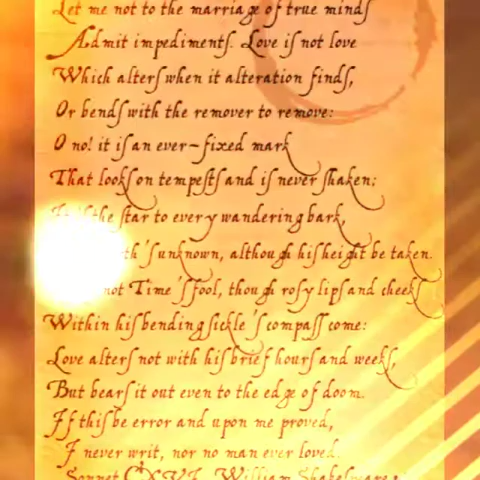 Let me not to the marriage of true minds
Admit impediments. Love is not love
Which alters when it alteration finds,
Or bends with the remover to remove:
O no! it is an ever-fixed mark
That looks on tempests and is never shaken;
the star to every wandering bark,
unknown, although his height be taken.
not Time's fool, though rosy lips and cheeks
Within his bending sickle's compass come:
Love alters not with his brief hours and weeks,
But bears it out even to the edge of doom.
If this be error and upon me proved,
I never writ, nor no man ever loved.
Sonnet CXVI, William Shakespeare